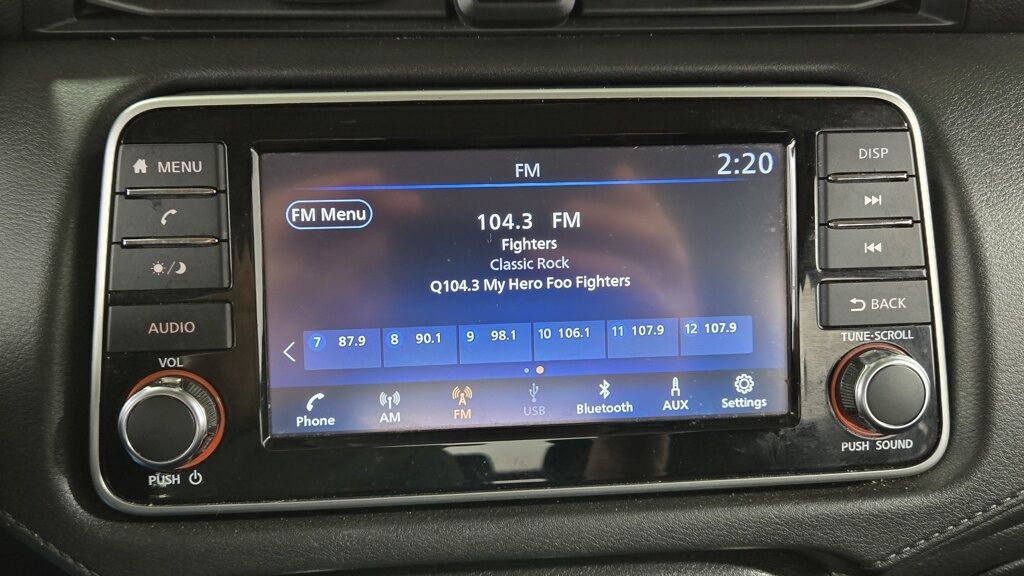 MENU
AUDIO
VOL
PUSH
FM
2:20
FM Menu
104.3 FM
Fighters
Classic Rock
Q104.3 My Hero Foo Fighters
7 87.9
8 90.1
9 98.1
10 106.1
11 107.9
12 107.9
Phone
AM
FM
USB
Bluetooth
AUX
Settings
DISP
BACK
TUNE·SCROLL
PUSH SOUND